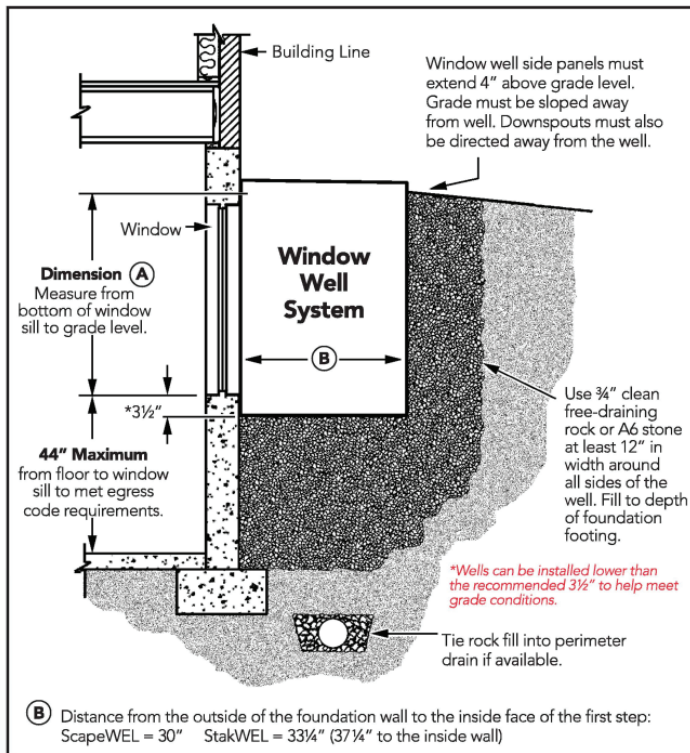 Building Line
Window well side panels must
extend 4″ above grade level.
Grade must be sloped away
from well. Downspouts must also
be directed away from the well.
Window
Dimension A
Measure from
bottom of window
sill to grade level.
Window
Well
System
B
*3½″
44″ Maximum
from floor to window
sill to met egress
code requirements.
Use ¾″ clean
free-draining
rock or A6 stone
at least 12″ in
width around
all sides of the
well. Fill to depth
of foundation
footing.
*Wells can be installed lower than
the recommended 3½″ to help meet
grade conditions.
Tie rock fill into perimeter
drain if available.
B Distance from the outside of the foundation wall to the inside face of the first step:
ScapeWEL = 30″ StakWEL = 33¼″ (37¼″ to the inside wall)